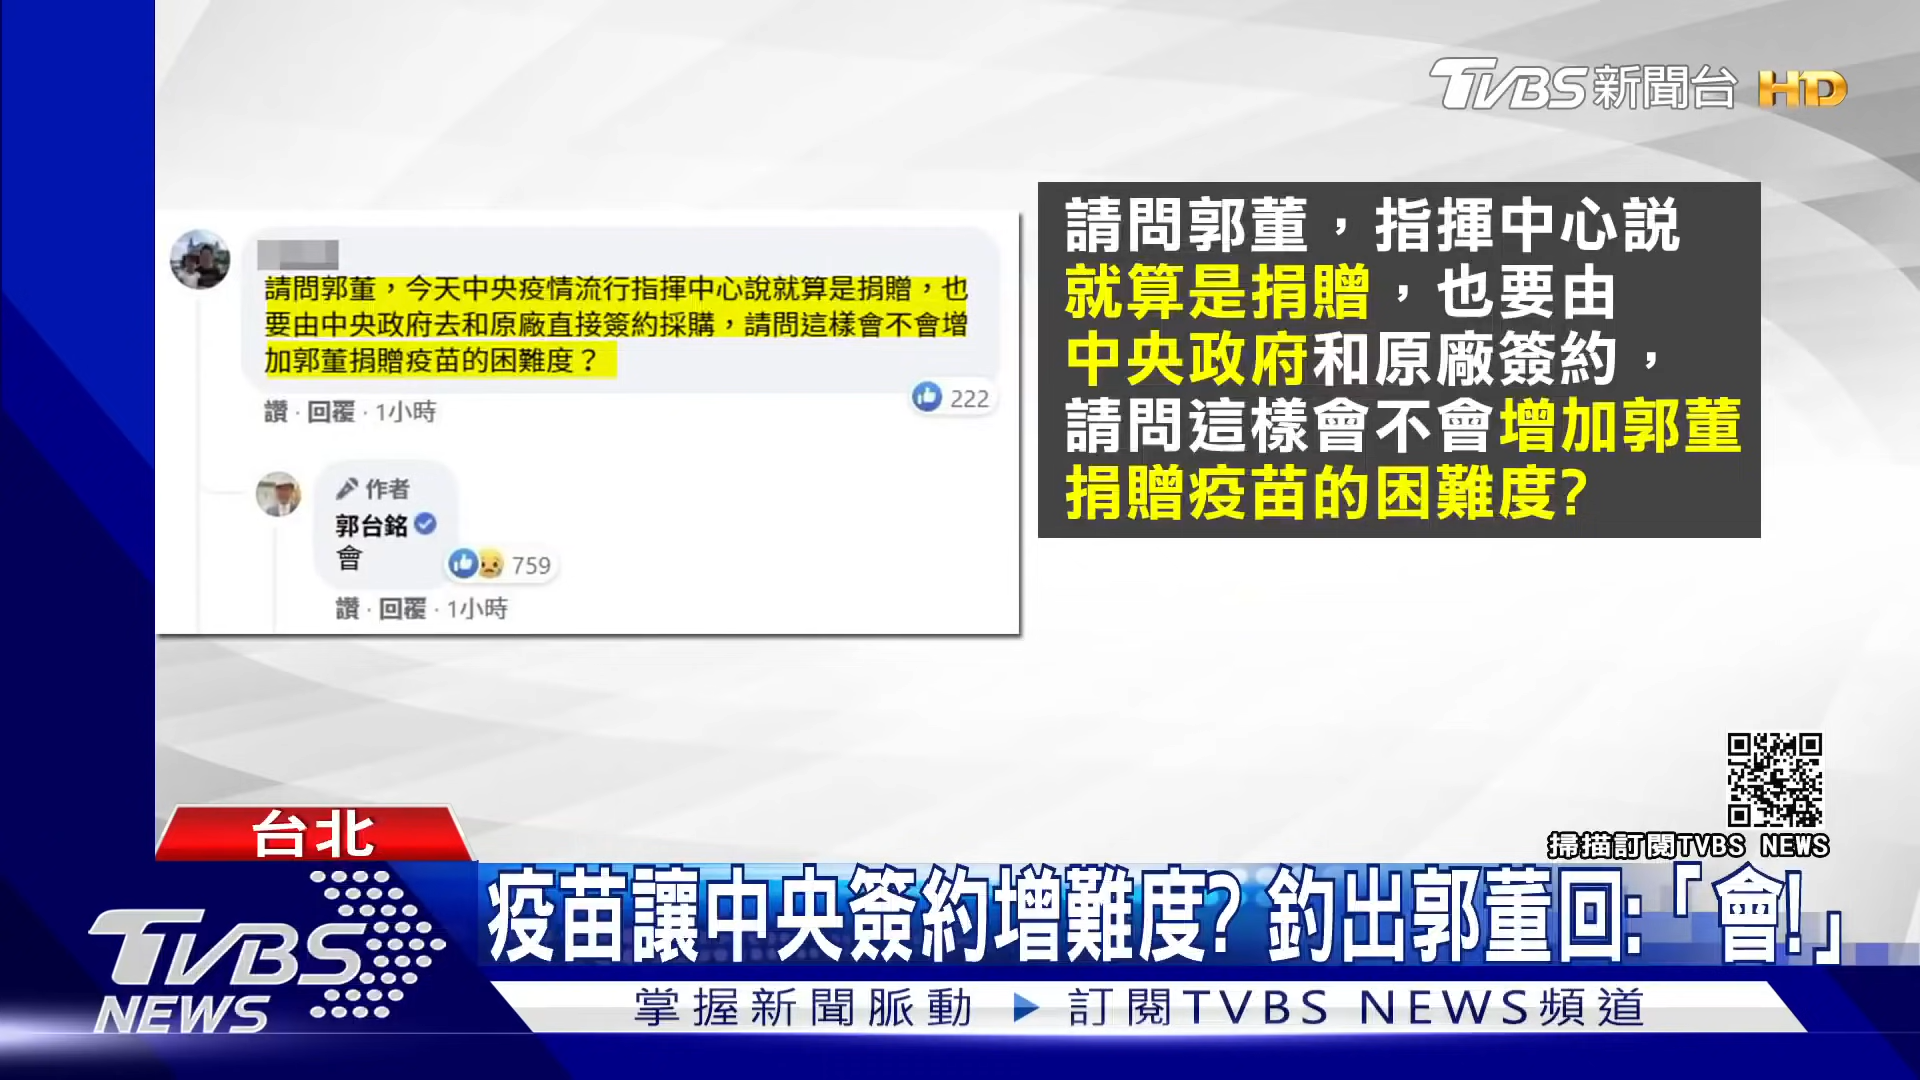 TVBS新聞台 HD
請問郭董，今天中央疫情流行指揮中心說就算是捐贈，也
要由中央政府去和原廠直接簽約採購，請問這樣會不會增
加郭董捐贈疫苗的困難度？
222
讚 · 回覆 · 1小時
作者
郭台銘
會
759
讚 · 回覆 · 1小時
請問郭董，指揮中心說
就算是捐贈，也要由
中央政府和原廠簽約，
請問這樣會不會增加郭董
捐贈疫苗的困難度?
掃描訂閱TVBS NEWS
台北
疫苗讓中央簽約增難度? 釣出郭董回:「會!」
TVBS
NEWS
掌握新聞脈動 ▶ 訂閱TVBS NEWS頻道